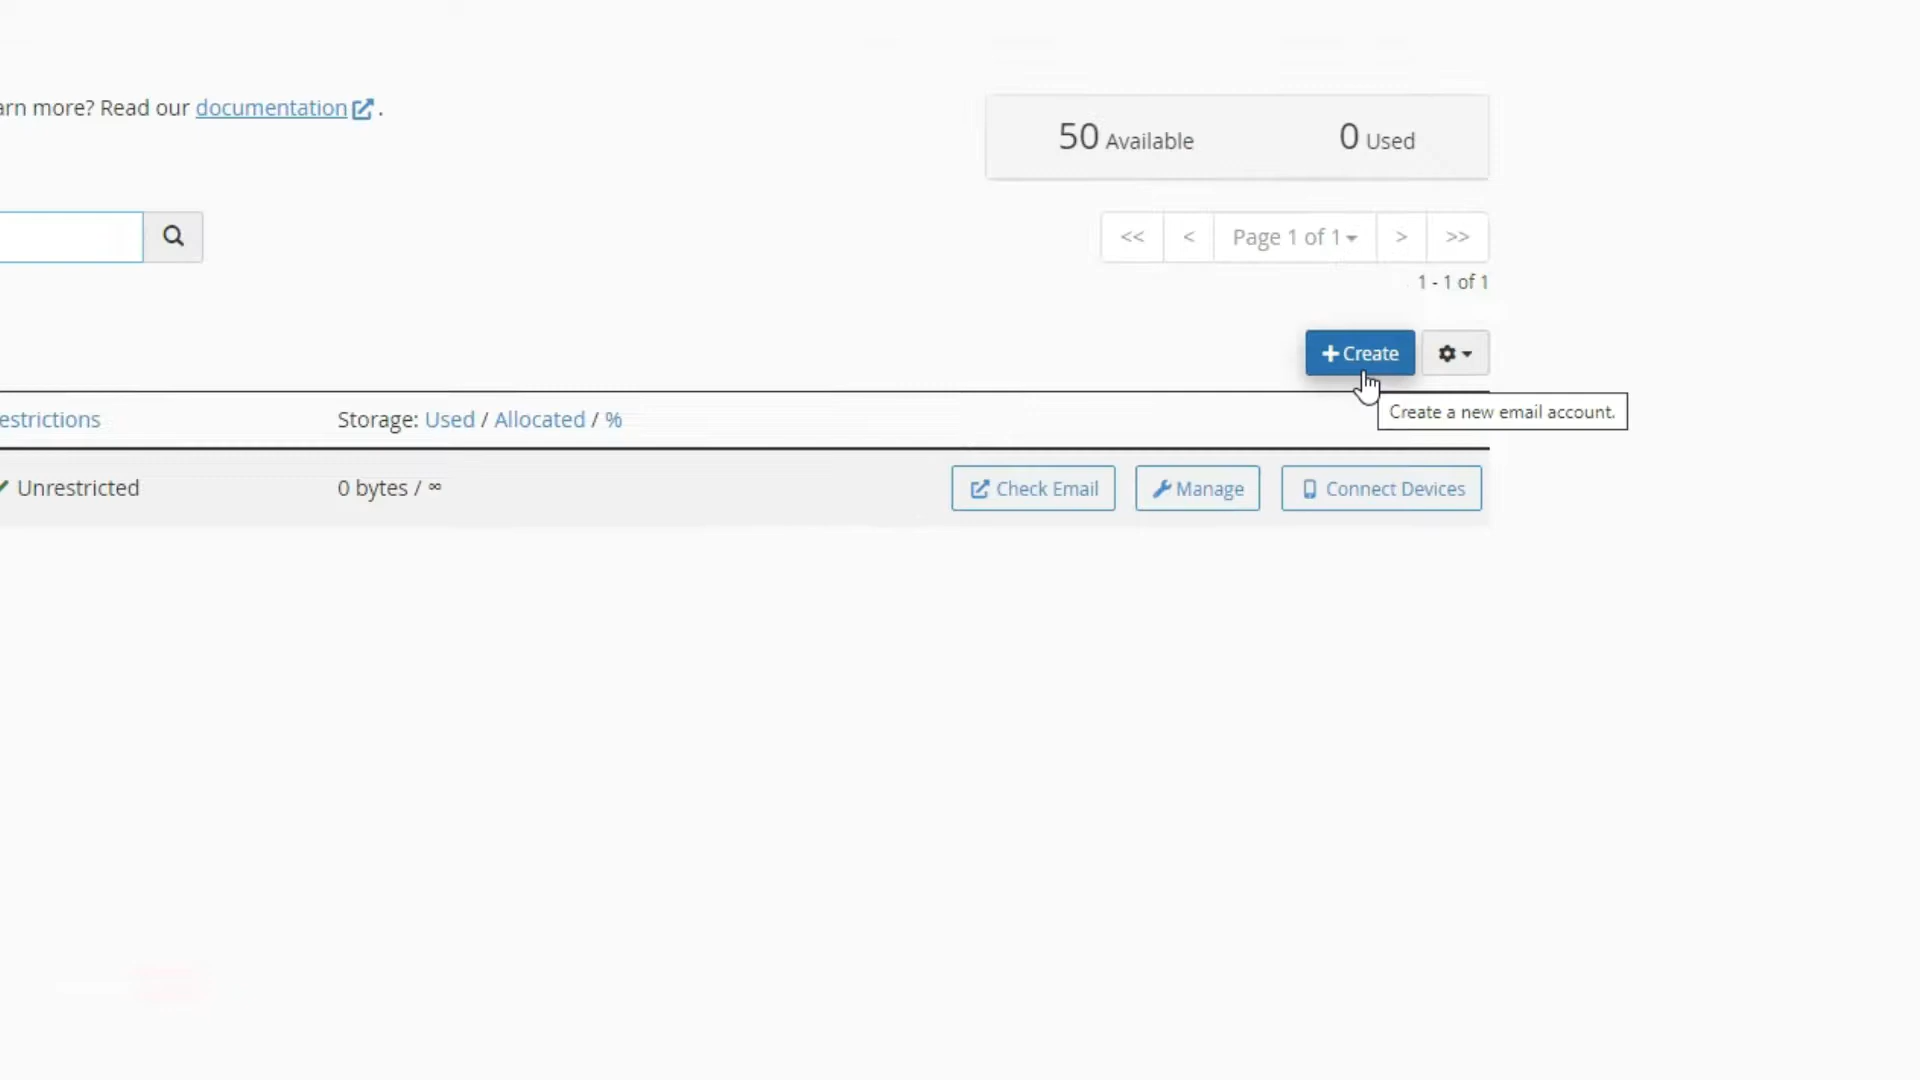 arn more? Read our documentation .
50 Available 0 Used
<< < Page 1 of 1 > >>
1 - 1 of 1
+ Create
Create a new email account.
estrictions Storage: Used / Allocated / %
Unrestricted 0 bytes / ∞ Check Email Manage Connect Devices